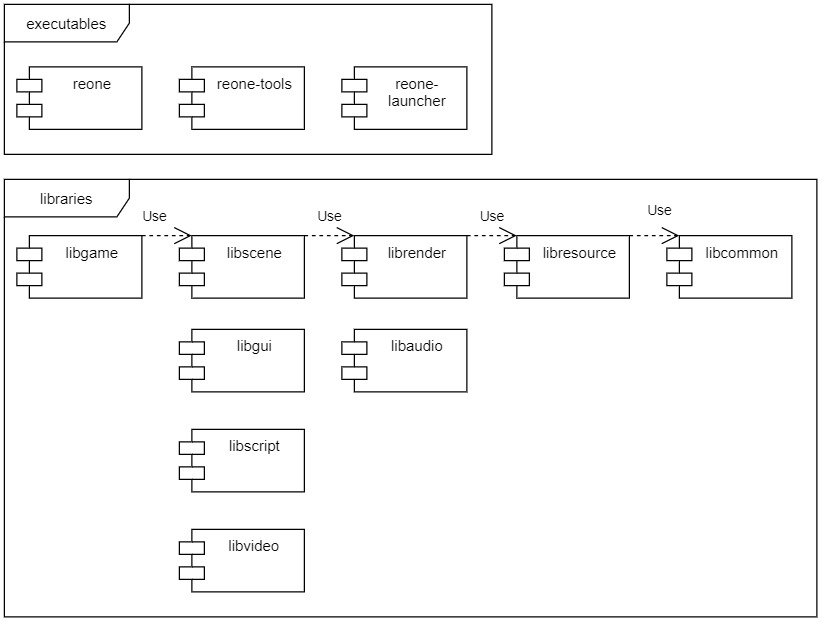 executables
reone
reone-tools
reone-
launcher
libraries
Use
Use
Use
Use
libgame
libscene
librender
libresource
libcommon
libgui
libaudio
libscript
libvideo